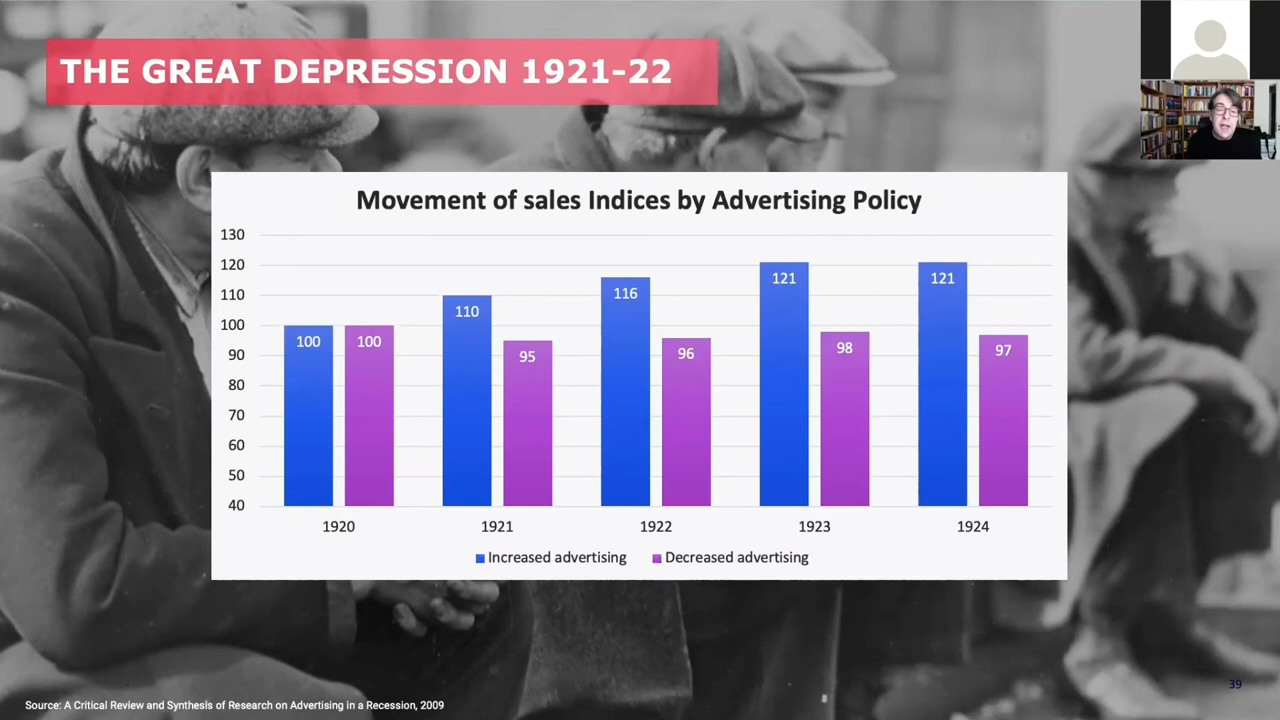 THE GREAT DEPRESSION 1921-22
Movement of sales Indices by Advertising Policy
130
120
110
100
90
80
70
60
50
40
100 100 110 95 116 96 121 98 121 97
1920 1921 1922 1923 1924
Increased advertising Decreased advertising
39
Source: A Critical Review and Synthesis of Research on Advertising in a Recession, 2009